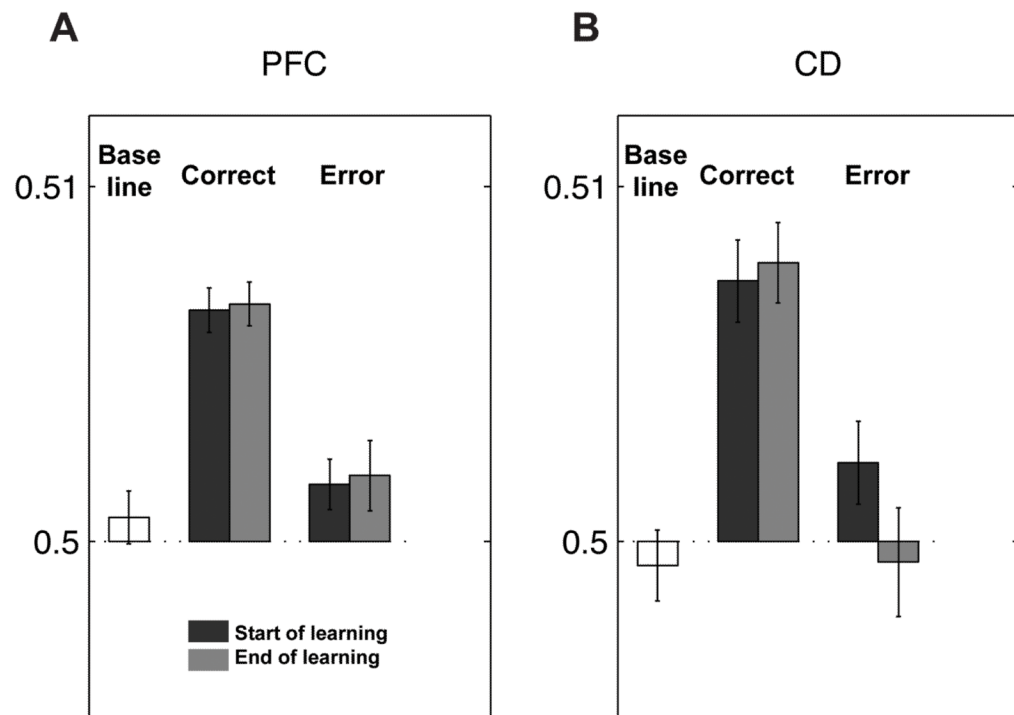 A
PFC
Base
line
Correct
Error
0.51
0.5
Start of learning
End of learning
B
CD
Base
line
Correct
Error
0.51
0.5